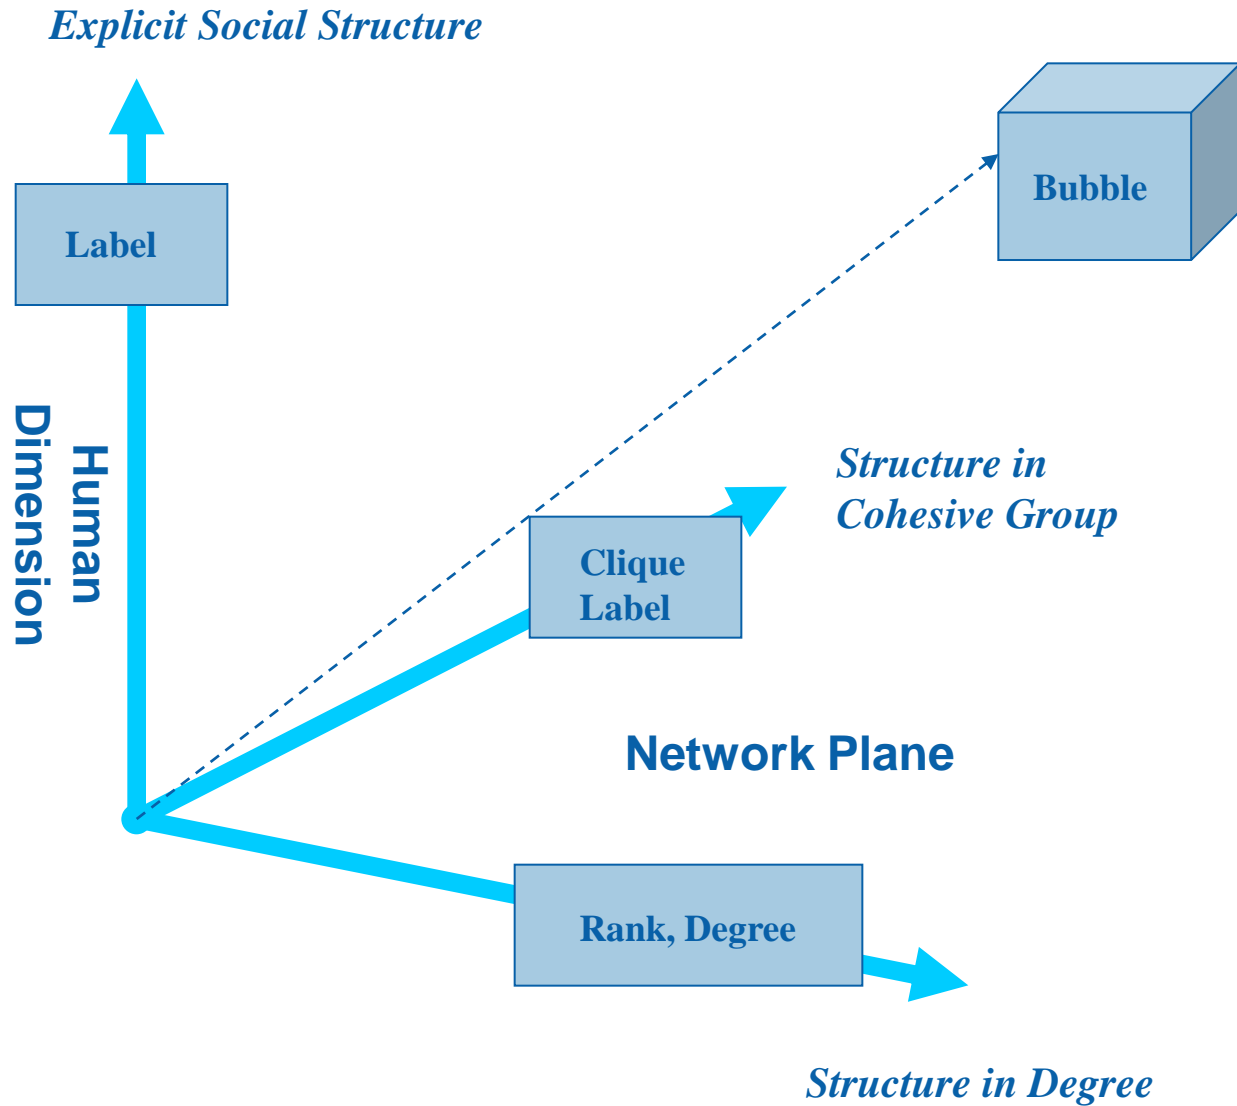 Explicit Social Structure
Bubble
Label
Human
Dimension
Structure in
Cohesive Group
Clique
Label
Network Plane
Rank, Degree
Structure in Degree